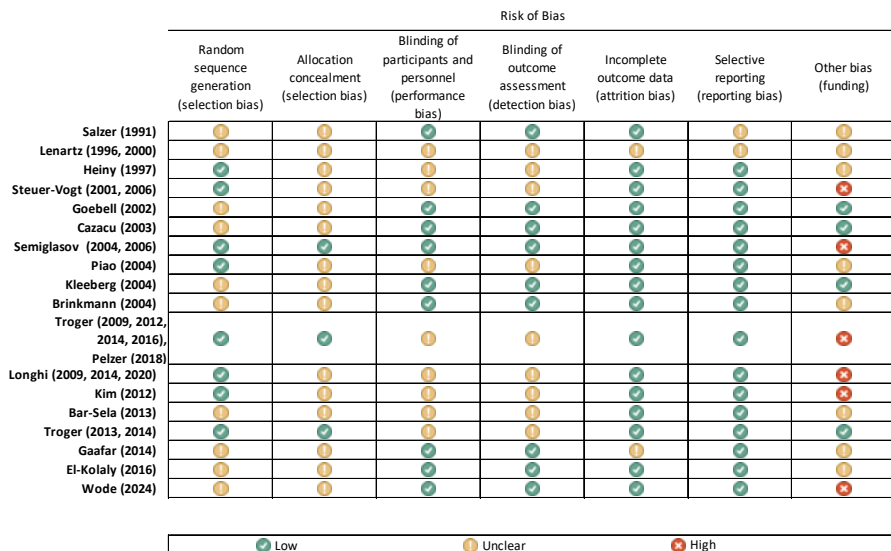 Risk of Bias
Random
sequence
generation
(selection bias)
Allocation
concealment
(selection bias)
Blinding of
participants and
personnel
(performance
bias)
Blinding of
outcome
assessment
(detection bias)
Incomplete
outcome data
(attrition bias)
Selective
reporting
(reporting bias)
Other bias
(funding)
Salzer (1991)
Lenartz (1996, 2000)
Heiny (1997)
Steuer-Vogt (2001, 2006)
Goebell (2002)
Cazacu (2003)
Semiglasov (2004, 2006)
Piao (2004)
Kleeberg (2004)
Brinkmann (2004)
Troger (2009, 2012,
2014, 2016),
Pelzer (2018)
Longhi (2009, 2014, 2020)
Kim (2012)
Bar-Sela (2013)
Troger (2013, 2014)
Gaafar (2014)
El-Kolaly (2016)
Wode (2024)
Low Unclear High